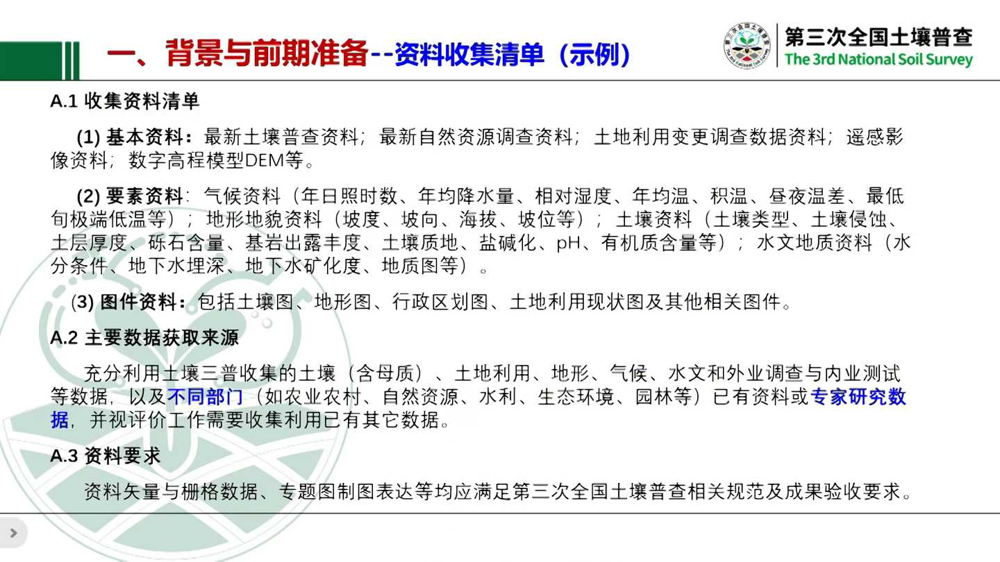 一、背景与前期准备--资料收集清单（示例）
第三次全国土壤普查
The 3rd National Soil Survey
A.1 收集资料清单
(1) 基本资料：最新土壤普查资料；最新自然资源调查资料；土地利用变更调查数据资料；遥感影
像资料；数字高程模型DEM等。
(2) 要素资料：气候资料（年日照时数、年均降水量、相对湿度、年均温、积温、昼夜温差、最低
旬极端低温等）；地形地貌资料（坡度、坡向、海拔、坡位等）；土壤资料（土壤类型、土壤侵蚀、
土层厚度、砾石含量、基岩出露丰度、土壤质地、盐碱化、pH、有机质含量等）；水文地质资料（水
分条件、地下水埋深、地下水矿化度、地质图等）。
(3) 图件资料：包括土壤图、地形图、行政区划图、土地利用现状图及其他相关图件。
A.2 主要数据获取来源
充分利用土壤三普收集的土壤（含母质）、土地利用、地形、气候、水文和外业调查与内业测试
等数据，以及不同部门（如农业农村、自然资源、水利、生态环境、园林等）已有资料或专家研究数
据，并视评价工作需要收集利用已有其它数据。
A.3 资料要求
资料矢量与栅格数据、专题图制图表达等均应满足第三次全国土壤普查相关规范及成果验收要求。